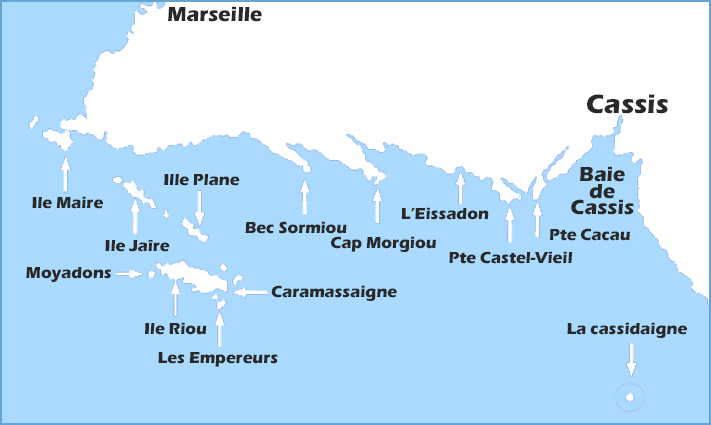 Marseille
Cassis
Ille Plane
Baie
de
Cassis
Ile Maire
L'Eissadon
Bec Sormiou
Pte Cacau
Ile Jaîre
Cap Morgiou
Pte Castel-Vieil
Moyadons
Caramassaigne
Ile Riou
La cassidaigne
Les Empereurs